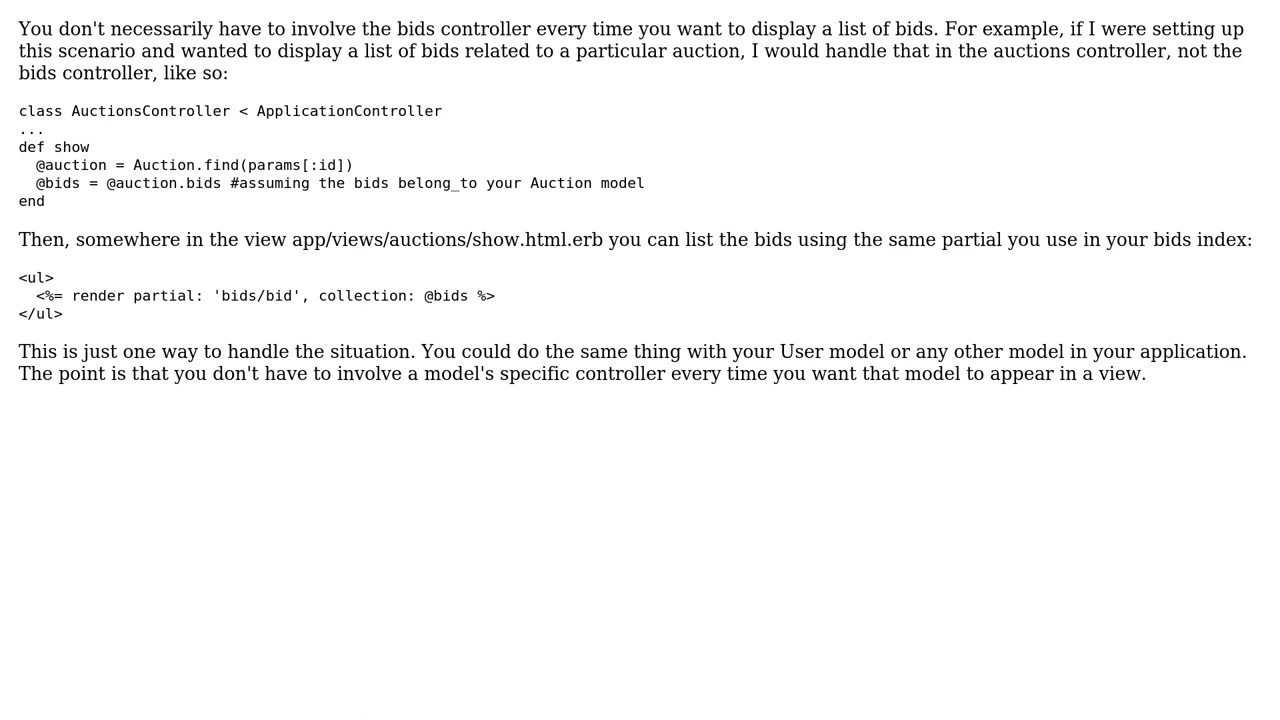 You don't necessarily have to involve the bids controller every time you want to display a list of bids. For example, if I were setting up
this scenario and wanted to display a list of bids related to a particular auction, I would handle that in the auctions controller, not the
bids controller, like so:
class AuctionsController < ApplicationController
...
def show
  @auction = Auction.find(params[:id])
  @bids = @auction.bids #assuming the bids belong_to your Auction model
end
Then, somewhere in the view app/views/auctions/show.html.erb you can list the bids using the same partial you use in your bids index:
<ul>
  <%= render partial: 'bids/bid', collection: @bids %>
</ul>
This is just one way to handle the situation. You could do the same thing with your User model or any other model in your application.
The point is that you don't have to involve a model's specific controller every time you want that model to appear in a view.